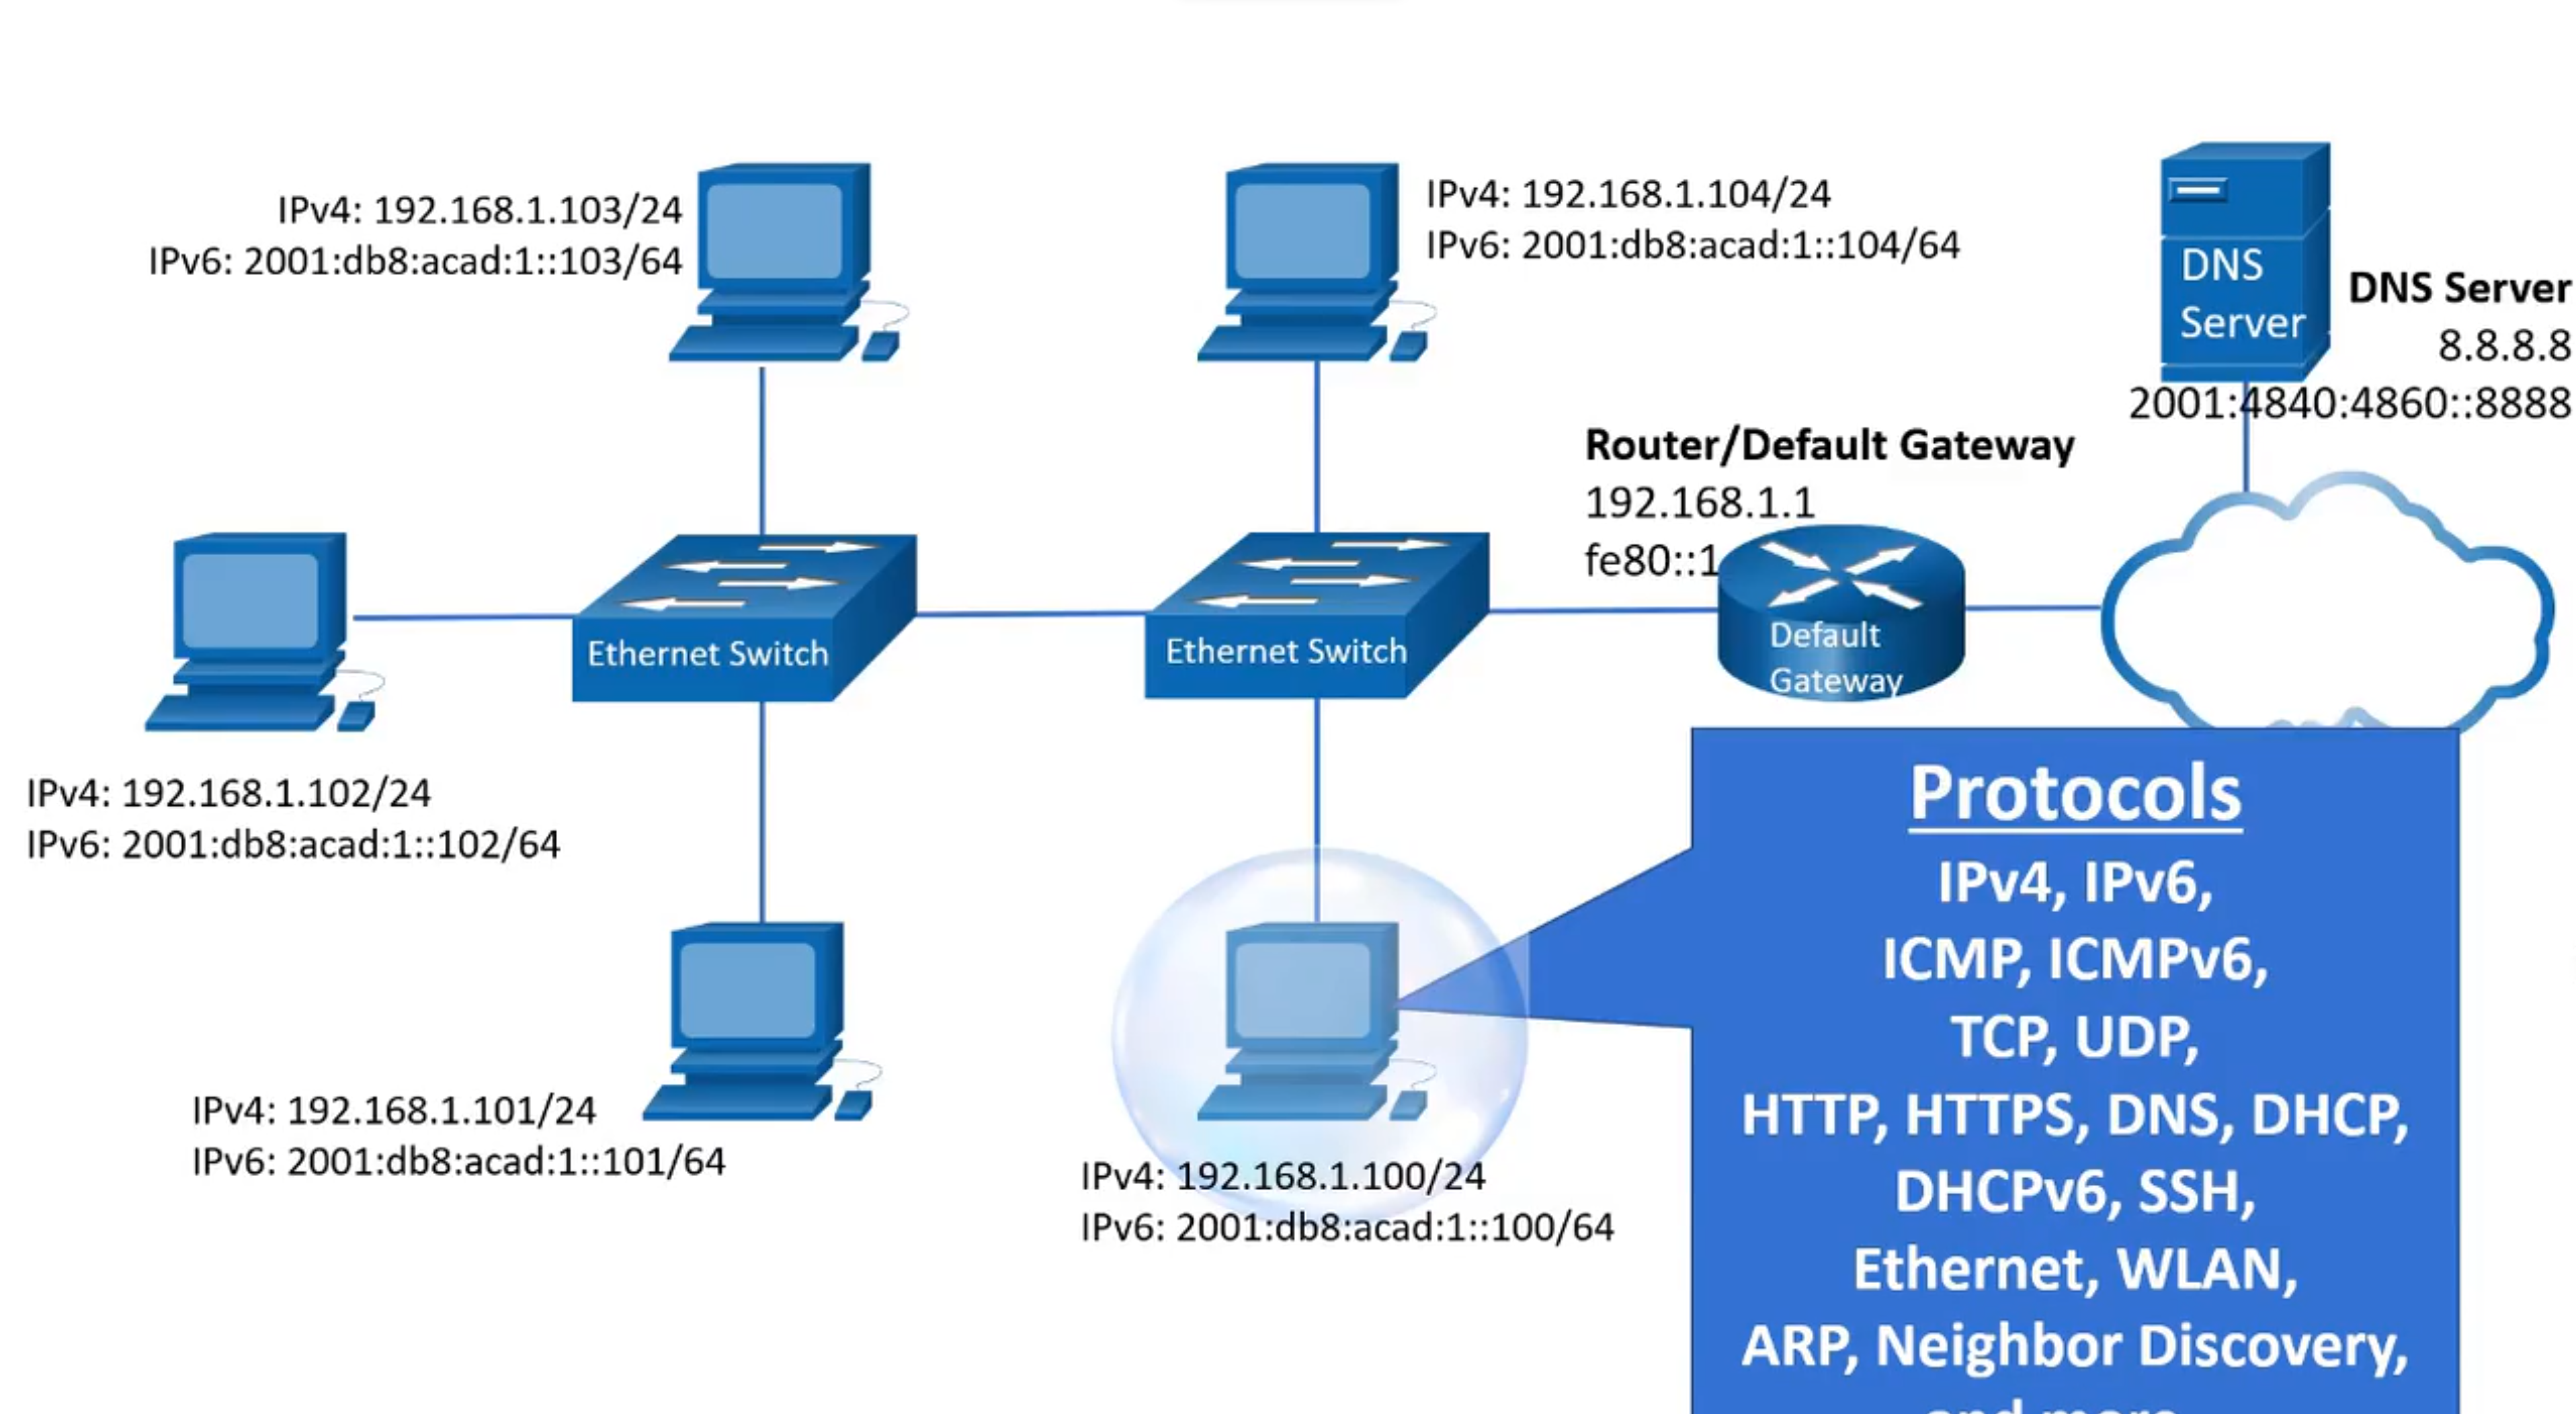 IPv4: 192.168.1.103/24
IPv6: 2001:db8:acad:1::103/64
IPv4: 192.168.1.104/24
IPv6: 2001:db8:acad:1::104/64
DNS
Server
DNS Server
8.8.8.8
2001:4840:4860::8888
Router/Default Gateway
192.168.1.1
fe80::1
Ethernet Switch
Ethernet Switch
Default
Gateway
IPv4: 192.168.1.102/24
IPv6: 2001:db8:acad:1::102/64
IPv4: 192.168.1.101/24
IPv6: 2001:db8:acad:1::101/64
IPv4: 192.168.1.100/24
IPv6: 2001:db8:acad:1::100/64
Protocols
IPv4, IPv6,
ICMP, ICMPv6,
TCP, UDP,
HTTP, HTTPS, DNS, DHCP,
DHCPv6, SSH,
Ethernet, WLAN,
ARP, Neighbor Discovery,
and more